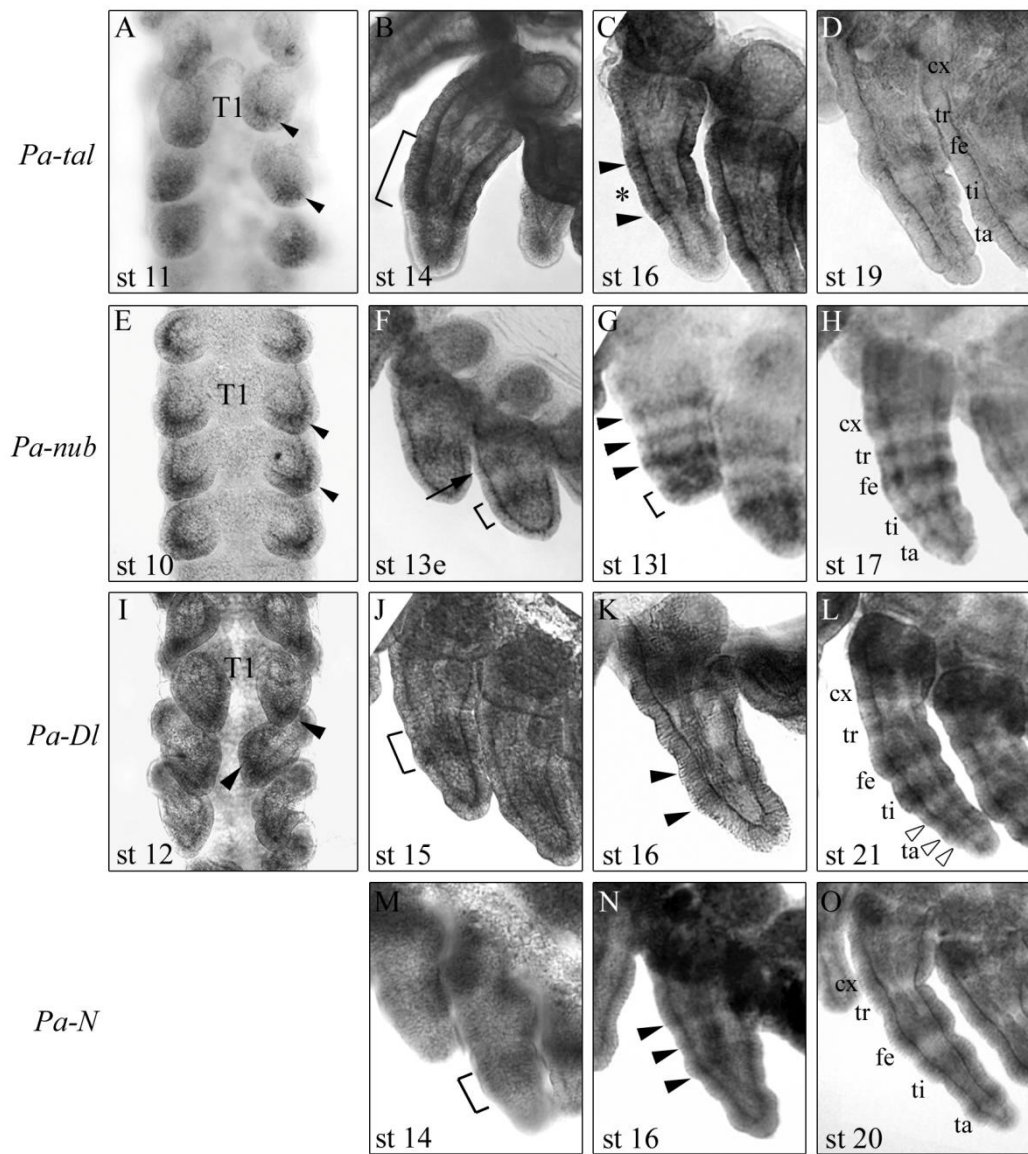 A B C D
T1 cx
tr
fe
Pa-tal
ti
*
ta
st 11 st 14 st 16 st 19
E F G H
T1
Pa-nub
cx
tr
fe
ti
ta
st 10 st 13e st 13l st 17
I J K L
T1
Pa-Dl
cx
tr
fe
ti
ta
st 12 st 15 st 16 st 21
M N O
Pa-N
cx
tr
fe
ti
ta
st 14 st 16 st 20